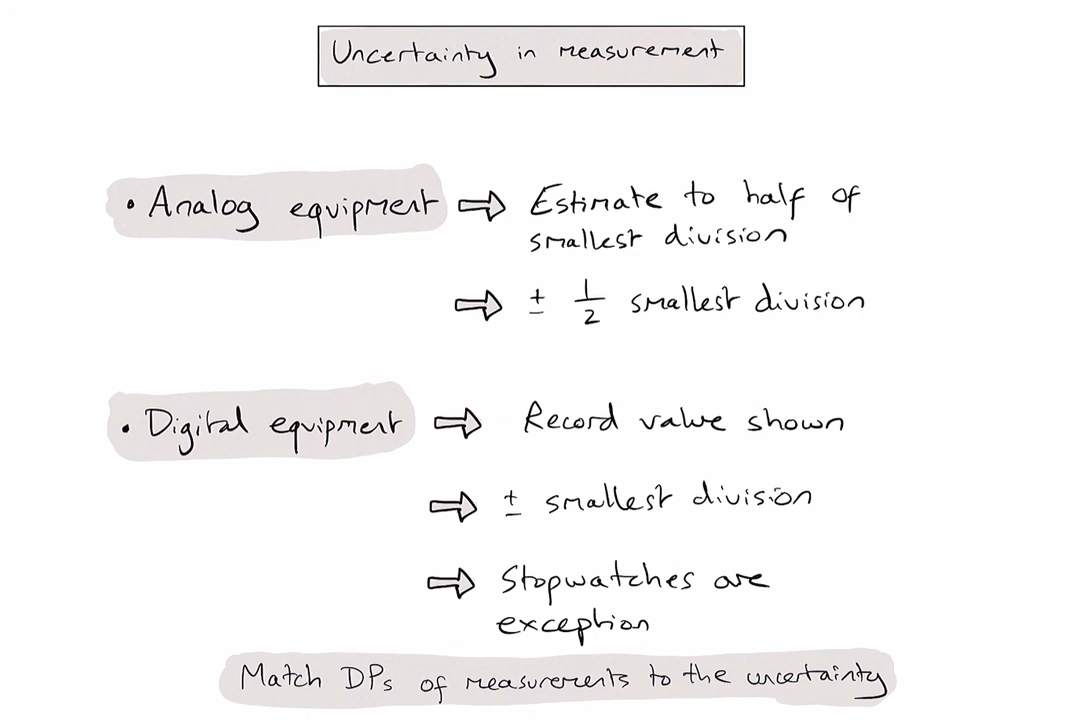 Uncertainty in measurement
• Analog equipment ⇨ Estimate to half of
smallest division
⇨ ± 1/2 smallest division
• Digital equipment ⇨ Record value shown
⇨ ± smallest division
⇨ Stopwatches are
exception
Match DPs of measurements to the uncertainty